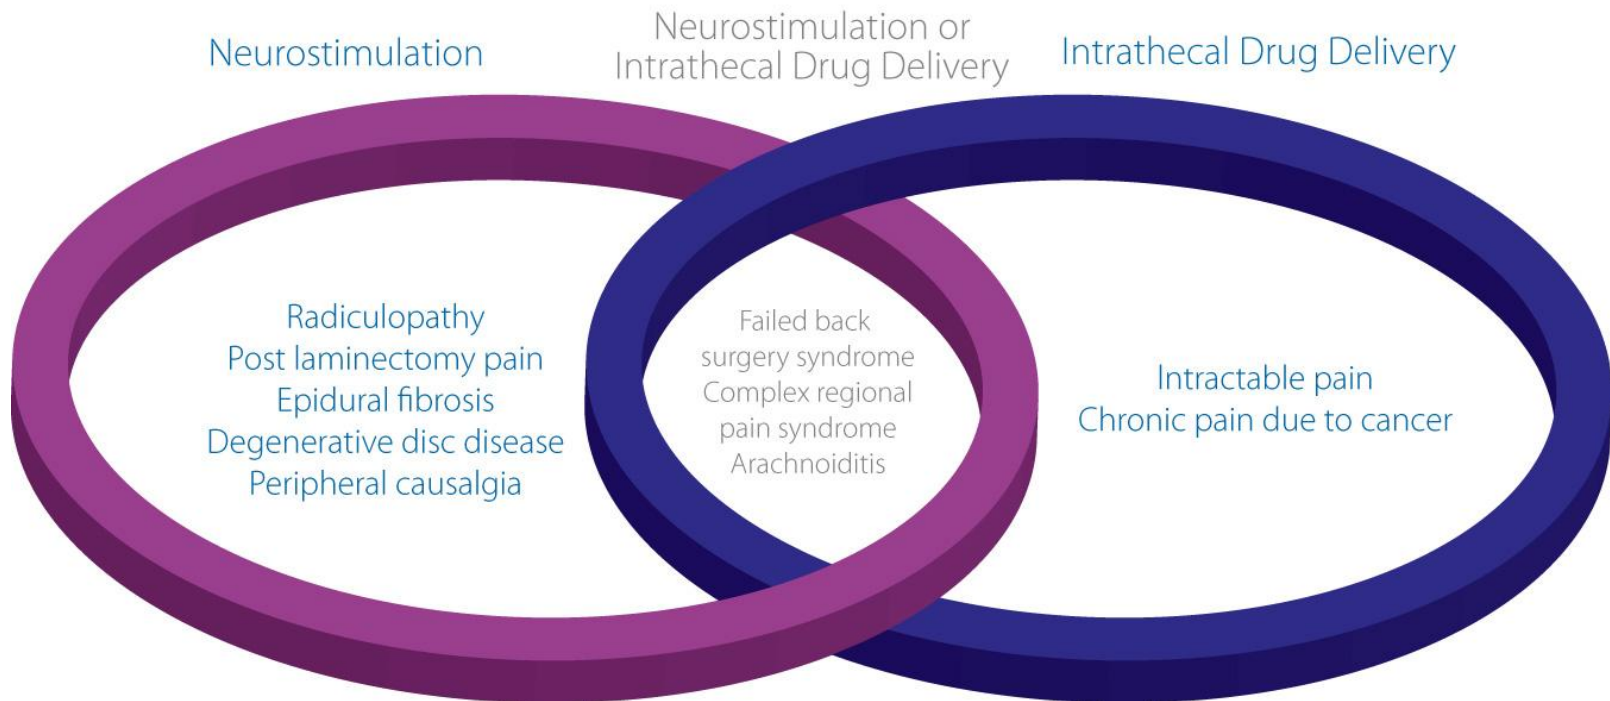 Neurostimulation
Neurostimulation or
Intrathecal Drug Delivery
Intrathecal Drug Delivery
Radiculopathy
Post laminectomy pain
Epidural fibrosis
Degenerative disc disease
Peripheral causalgia
Failed back
surgery syndrome
Complex regional
pain syndrome
Arachnoiditis
Intractable pain
Chronic pain due to cancer